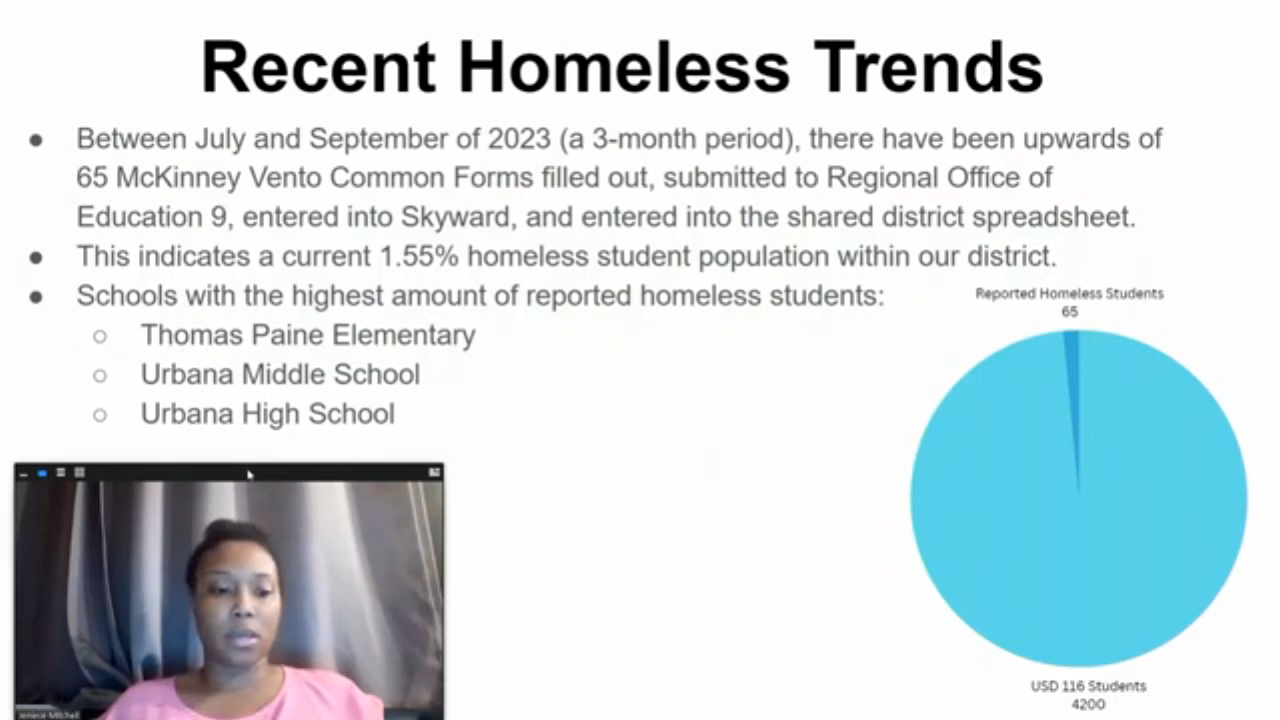 Recent Homeless Trends
● Between July and September of 2023 (a 3-month period), there have been upwards of
65 McKinney Vento Common Forms filled out, submitted to Regional Office of
Education 9, entered into Skyward, and entered into the shared district spreadsheet.
● This indicates a current 1.55% homeless student population within our district.
● Schools with the highest amount of reported homeless students:
○ Thomas Paine Elementary
○ Urbana Middle School
○ Urbana High School
Reported Homeless Students
65
USD 116 Students
4200
Jeniece Mitchell